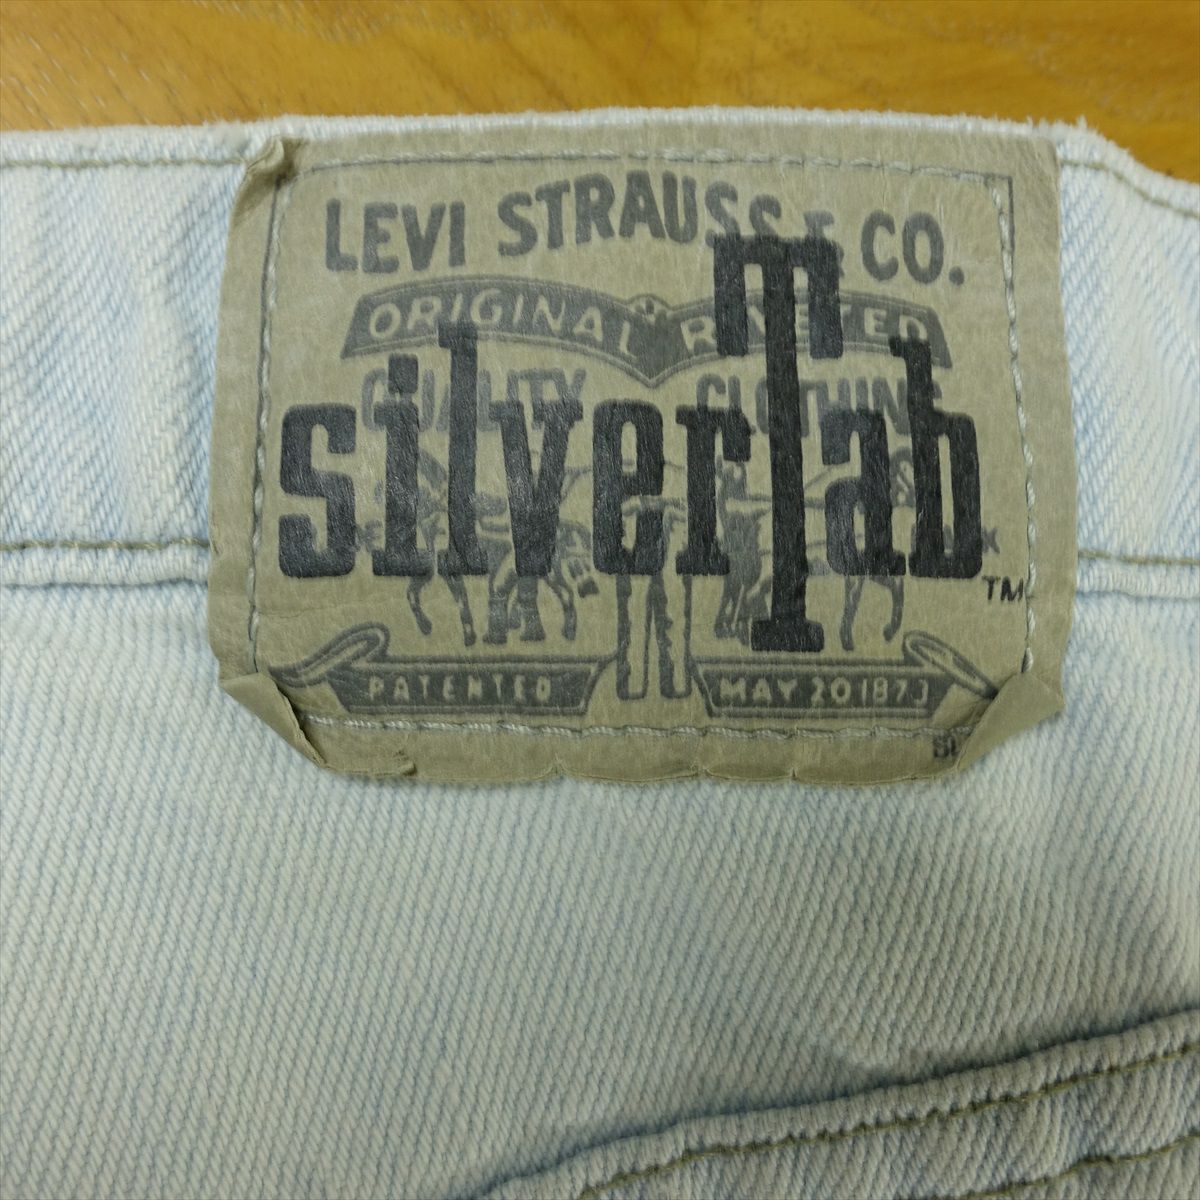 LEVI STRAUSS & CO.
ORIGINAL RIVETED
QUALITY CLOTHING
silverTab
TM
PATENTED MAY 20 1873